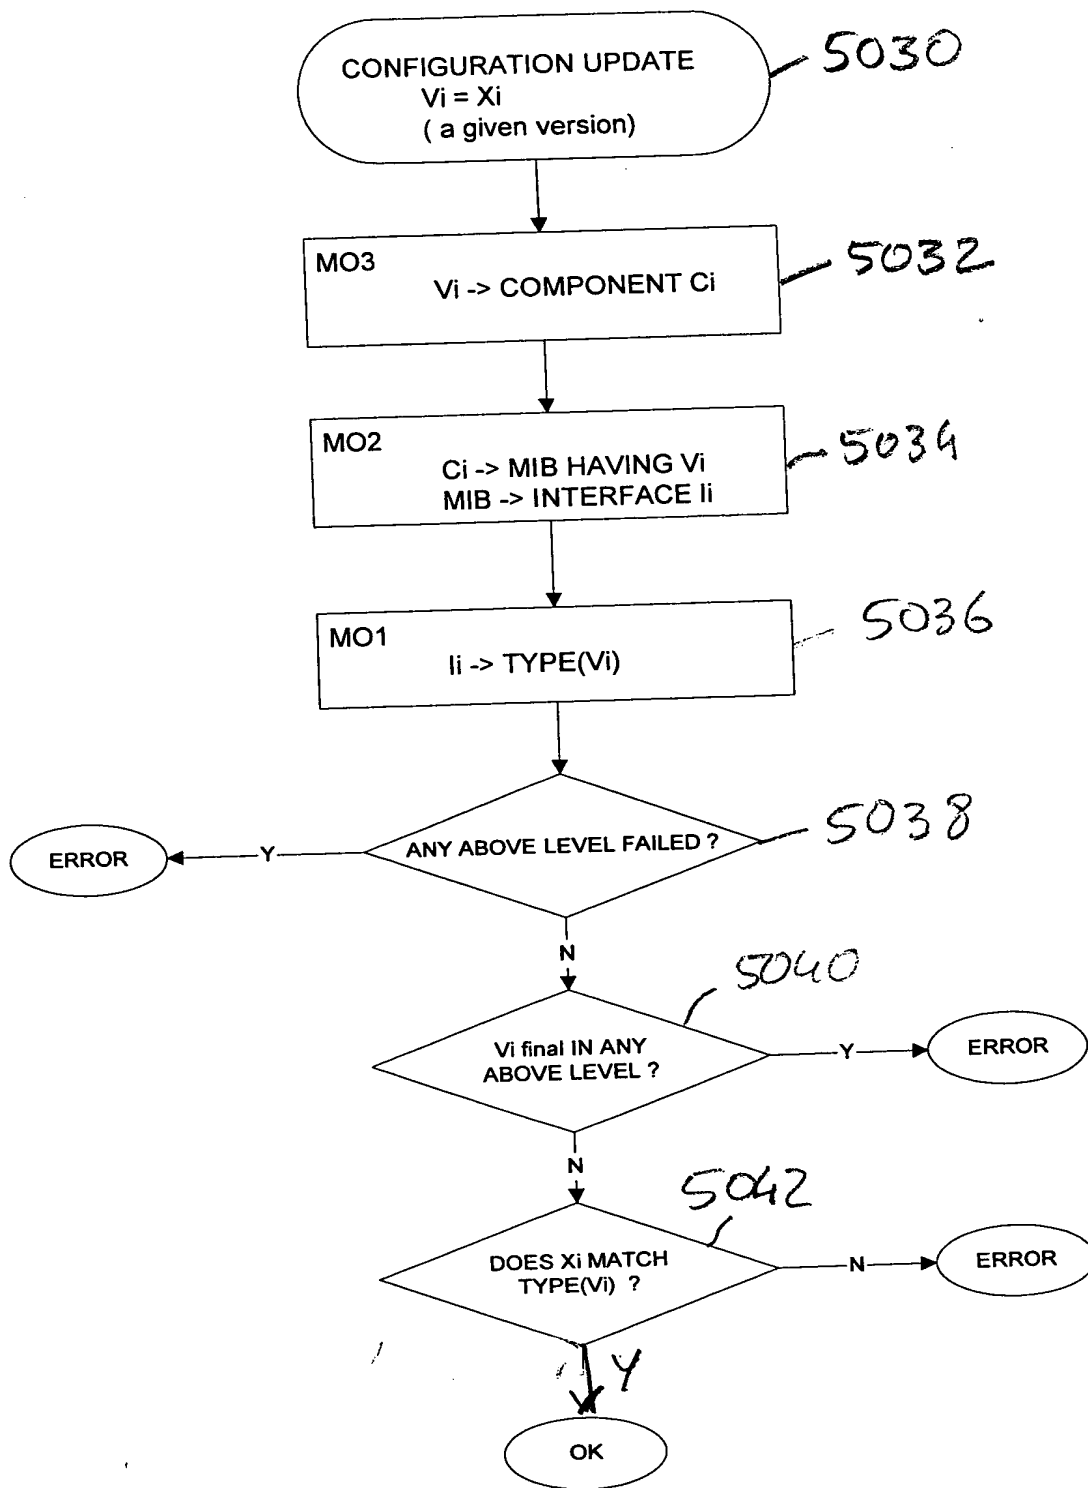 CONFIGURATION UPDATE
Vi = Xi
( a given version)
5030
MO3
Vi -> COMPONENT Ci
5032
MO2
Ci -> MIB HAVING Vi
MIB -> INTERFACE Ii
5034
MO1
Ii -> TYPE(Vi)
5036
ANY ABOVE LEVEL FAILED ?
5038
Y
ERROR
N
5040
Vi final IN ANY
ABOVE LEVEL ?
Y
ERROR
N
5042
DOES Xi MATCH
TYPE(Vi) ?
N
ERROR
Y
OK